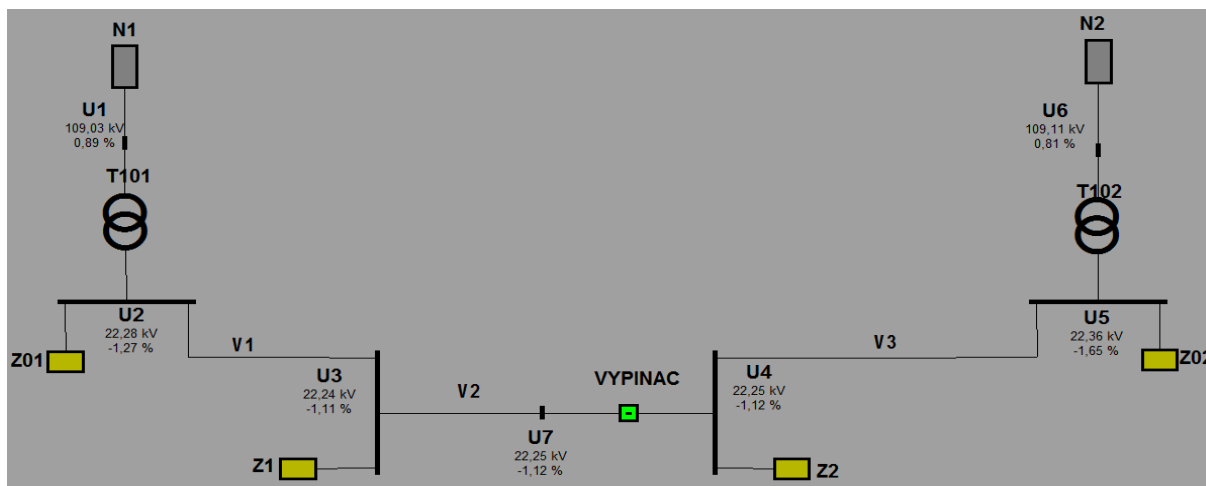 N1
N2
U1
109,03 kV
0,89 %
U6
109,11 kV
0,81 %
T101
T102
U2
22,28 kV
-1,27 %
U5
22,36 kV
-1,65 %
Z01
V1
V3
Z02
U3
22,24 kV
-1,11 %
VYPINAC
U4
22,25 kV
-1,12 %
V2
U7
22,25 kV
-1,12 %
Z1
Z2